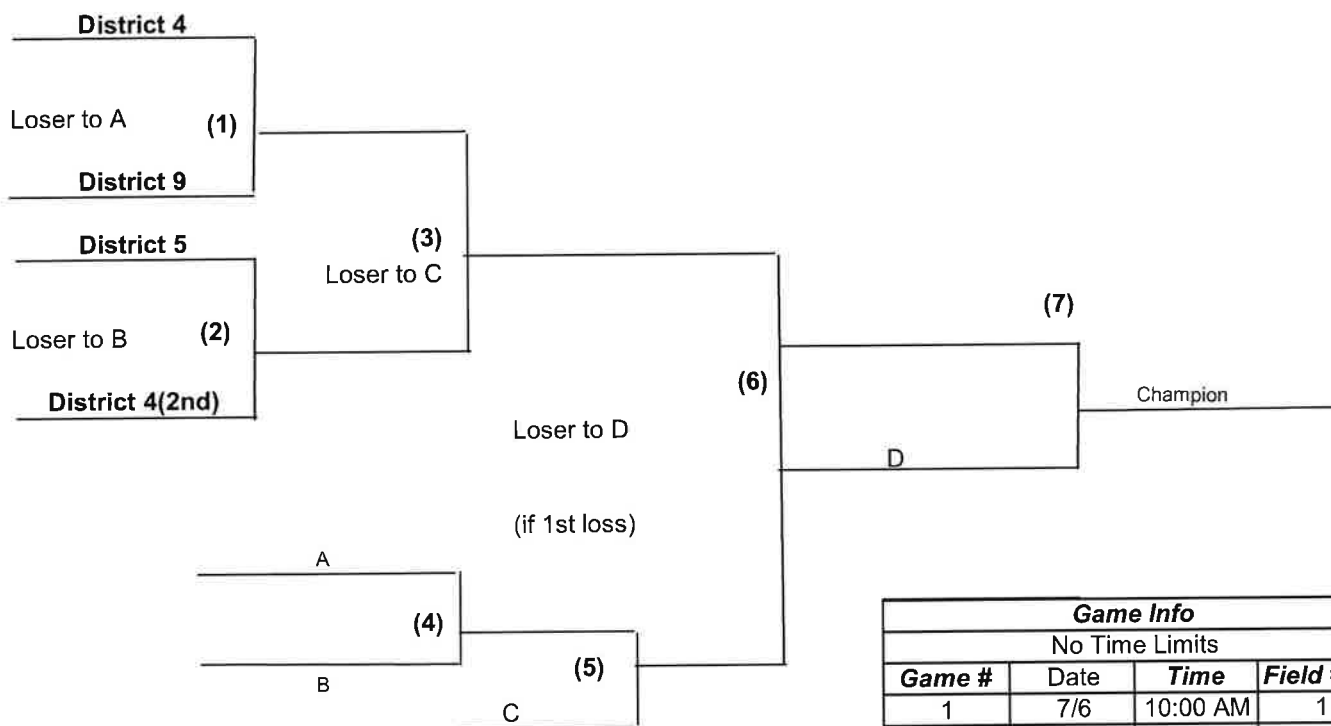 District 4
Loser to A
(1)
District 9
District 5
(3)
Loser to C
Loser to B
(2)
District 4(2nd)
(7)
(6)
Champion
Loser to D
D
(if 1st loss)
A
(4)
B
(5)
C
Game Info
No Time Limits
Game # Date Time Field
1 7/6 10:00 AM 1